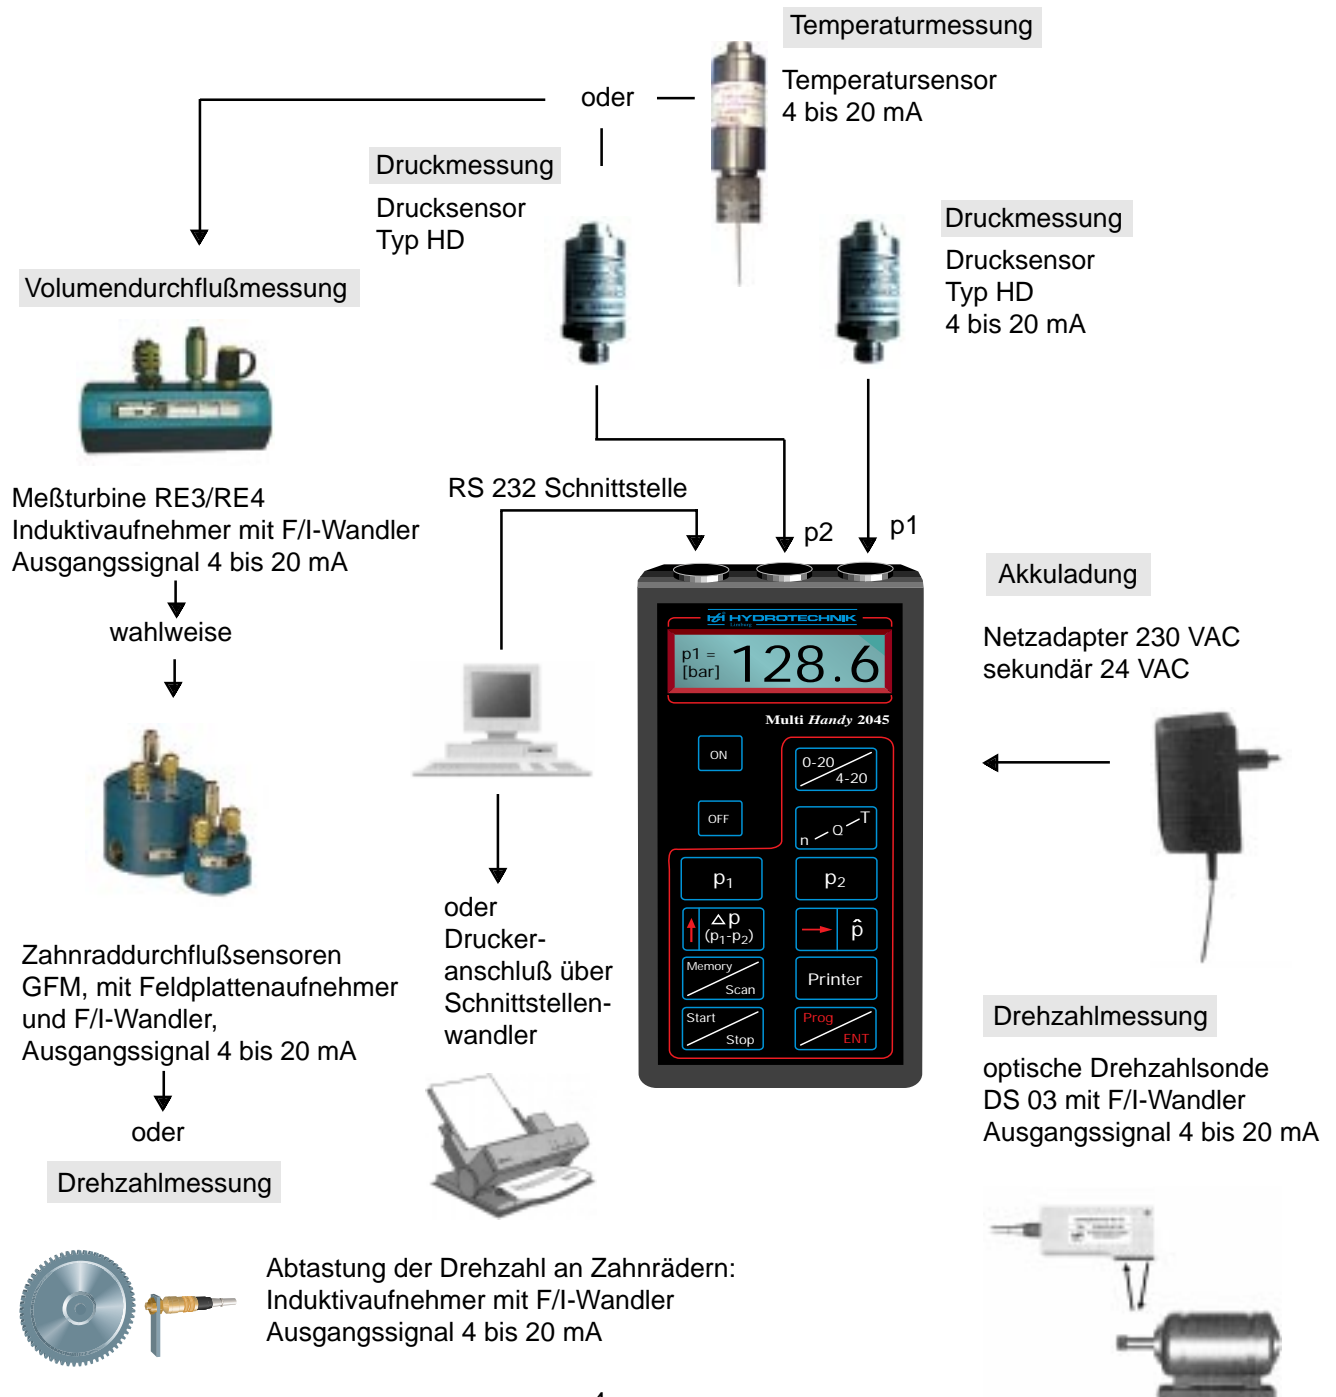 Temperaturmessung
Temperatursensor
4 bis 20 mA
oder
Druckmessung
Drucksensor
Typ HD
Druckmessung
Drucksensor
Typ HD
4 bis 20 mA
Volumendurchflußmessung
Meßturbine RE3/RE4
Induktivaufnehmer mit F/I-Wandler
Ausgangssignal 4 bis 20 mA
wahlweise
Zahnraddurchflußsensoren
GFM, mit Feldplattenaufnehmer
und F/I-Wandler,
Ausgangssignal 4 bis 20 mA
oder
Drehzahlmessung
Abtastung der Drehzahl an Zahnrädern:
Induktivaufnehmer mit F/I-Wandler
Ausgangssignal 4 bis 20 mA
RS 232 Schnittstelle
p2
p1
oder
Drucker-
anschluß über
Schnittstellen-
wandler
HYDROTECHNIK
Limburg
p1 =
[bar]
128.6
Multi Handy 2045
ON
0-20
4-20
OFF
n Q T
p1
p2
△p
(p1-p2)
p̂
Memory
Scan
Printer
Start
Stop
Prog
ENT
Akkuladung
Netzadapter 230 VAC
sekundär 24 VAC
Drehzahlmessung
optische Drehzahlsonde
DS 03 mit F/I-Wandler
Ausgangssignal 4 bis 20 mA